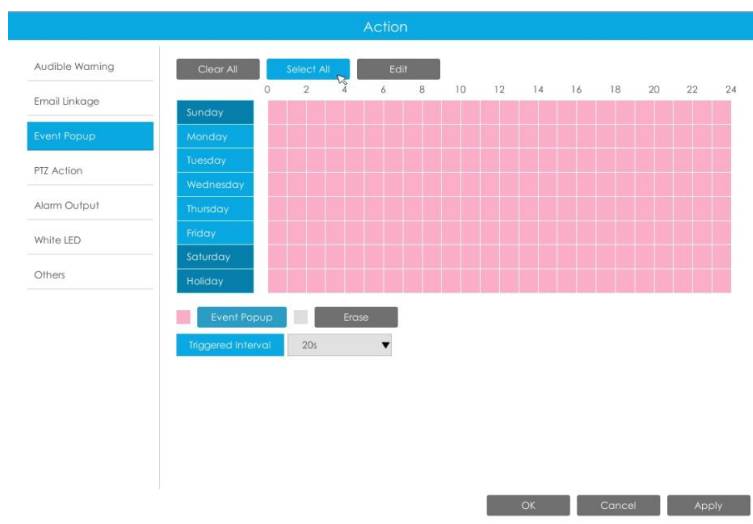 Action
Audible Warning
Email Linkage
Event Popup
PTZ Action
Alarm Output
White LED
Others
Clear All Select All Edit
0 2 4 6 8 10 12 14 16 18 20 22 24
Sunday
Monday
Tuesday
Wednesday
Thursday
Friday
Saturday
Holiday
Event Popup Erase
Triggered Interval 20s
OK Cancel Apply